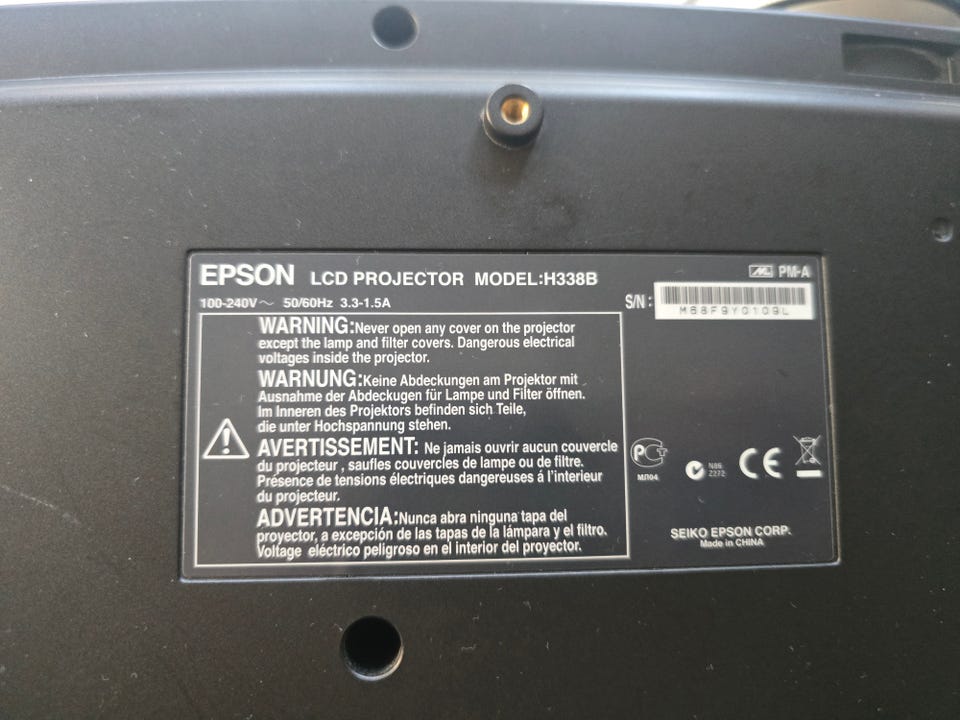 EPSON LCD PROJECTOR MODEL:H338B
PM-A
100-240V～ 50/60Hz 3.3-1.5A
S/N:
M68F9Y0109L
WARNING:Never open any cover on the projector
except the lamp and filter covers. Dangerous electrical
voltages inside the projector.
WARNUNG:Keine Abdeckungen am Projektor mit
Ausnahme der Abdeckugen für Lampe und Filter öffnen.
Im Inneren des Projektors befinden sich Teile,
die unter Hochspannung stehen.
AVERTISSEMENT: Ne jamais ouvrir aucun couvercle
du projecteur , saufles couvercles de lampe ou de filtre.
Présence de tensions électriques dangereuses á l'interieur
du projecteur.
ADVERTENCIA:Nunca abra ninguna tapa del
proyector, a excepción de las tapas de la lámpara y el filtro.
Voltage eléctrico peligroso en el interior del proyector.
МЛ04
N86
Z272
CE
SEIKO EPSON CORP.
Made in CHINA